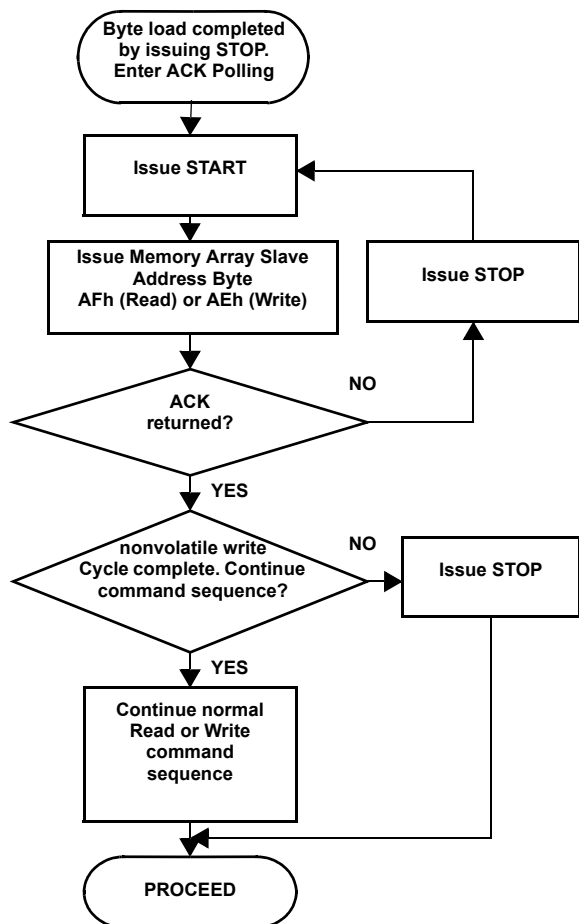 Byte load completed
by issuing STOP.
Enter ACK Polling
Issue START
Issue Memory Array Slave
Address Byte
AFh (Read) or AEh (Write)
Issue STOP
ACK
returned?
NO
YES
nonvolatile write
Cycle complete. Continue
command sequence?
NO
Issue STOP
YES
Continue normal
Read or Write
command
sequence
PROCEED